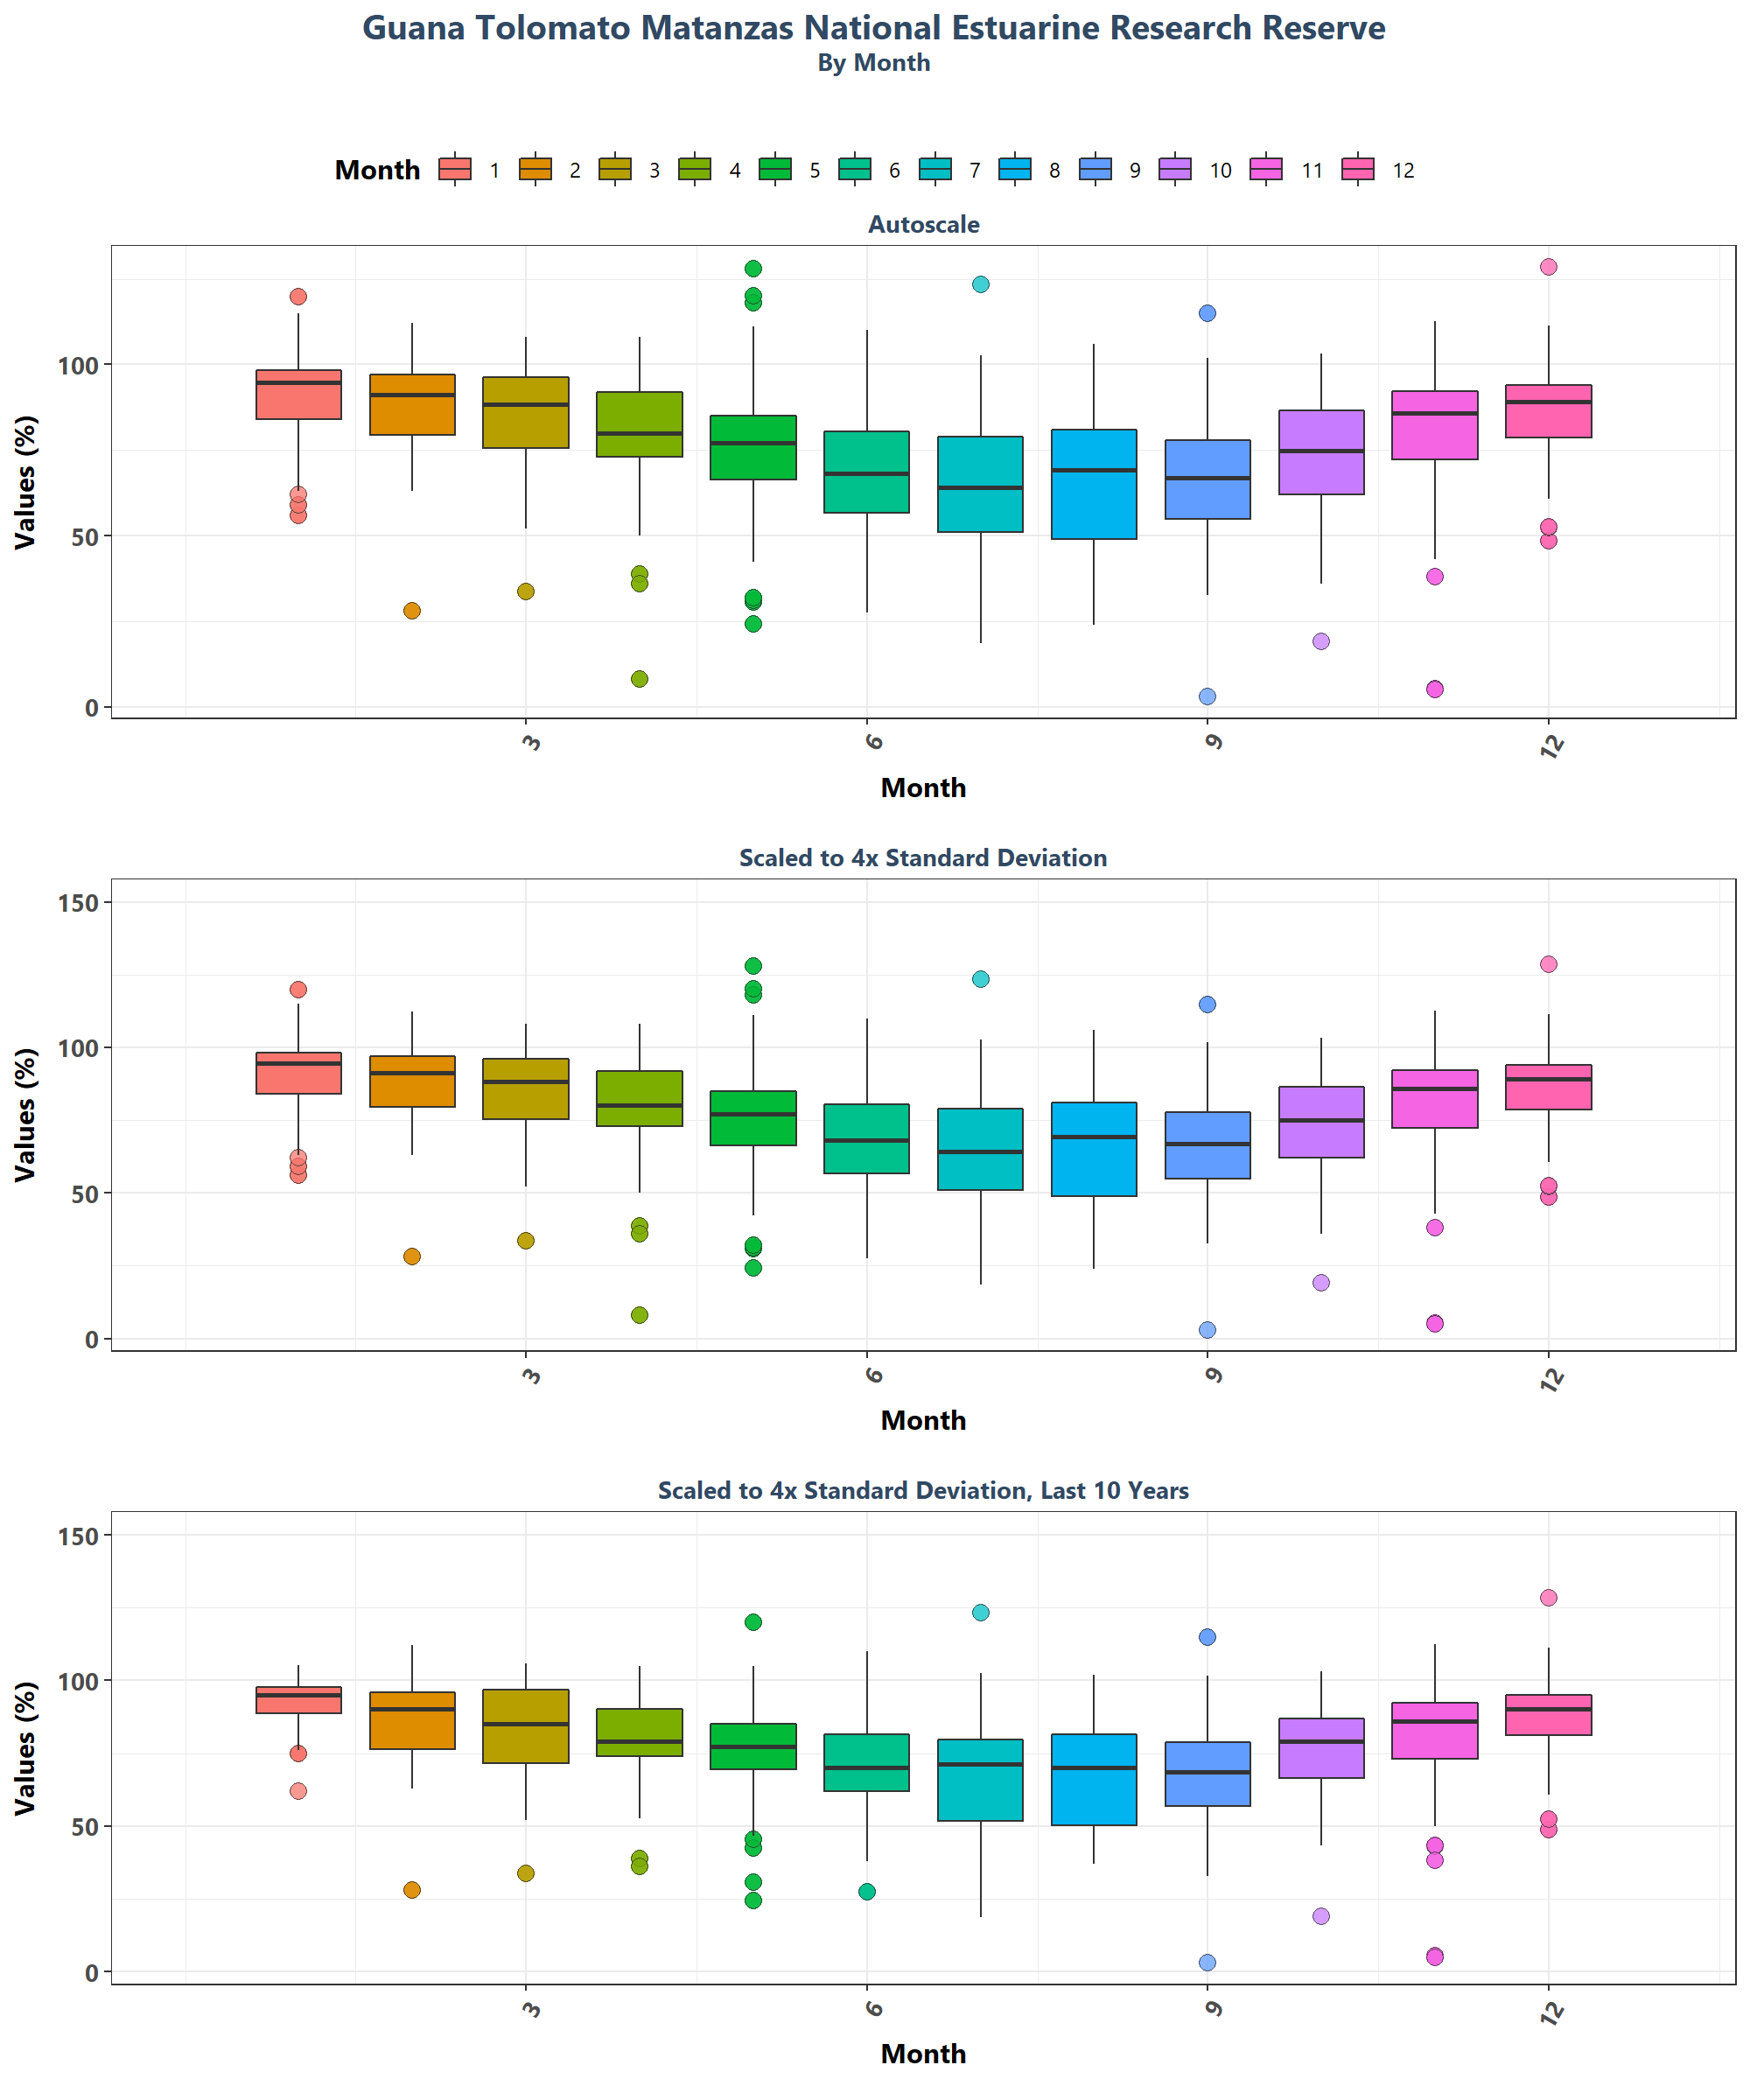 Guana Tolomato Matanzas National Estuarine Research Reserve
By Month
Month 1 2 3 4 5 6 7 8 9 10 11 12
Autoscale
Values (%)
100
50
0
3 6 9 12
Month
Scaled to 4x Standard Deviation
Values (%)
150
100
50
0
3 6 9 12
Month
Scaled to 4x Standard Deviation, Last 10 Years
Values (%)
150
100
50
0
3 6 9 12
Month